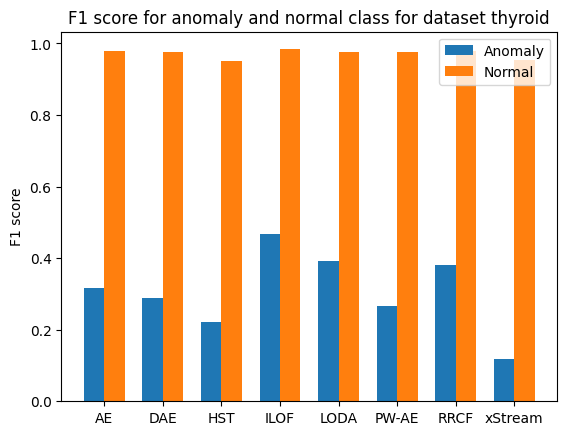 F1 score for anomaly and normal class for dataset thyroid
Anomaly
Normal
1.0
0.8
0.6
0.4
0.2
0.0
F1 score
AE DAE HST ILOF LODA PW-AE RRCF xStream